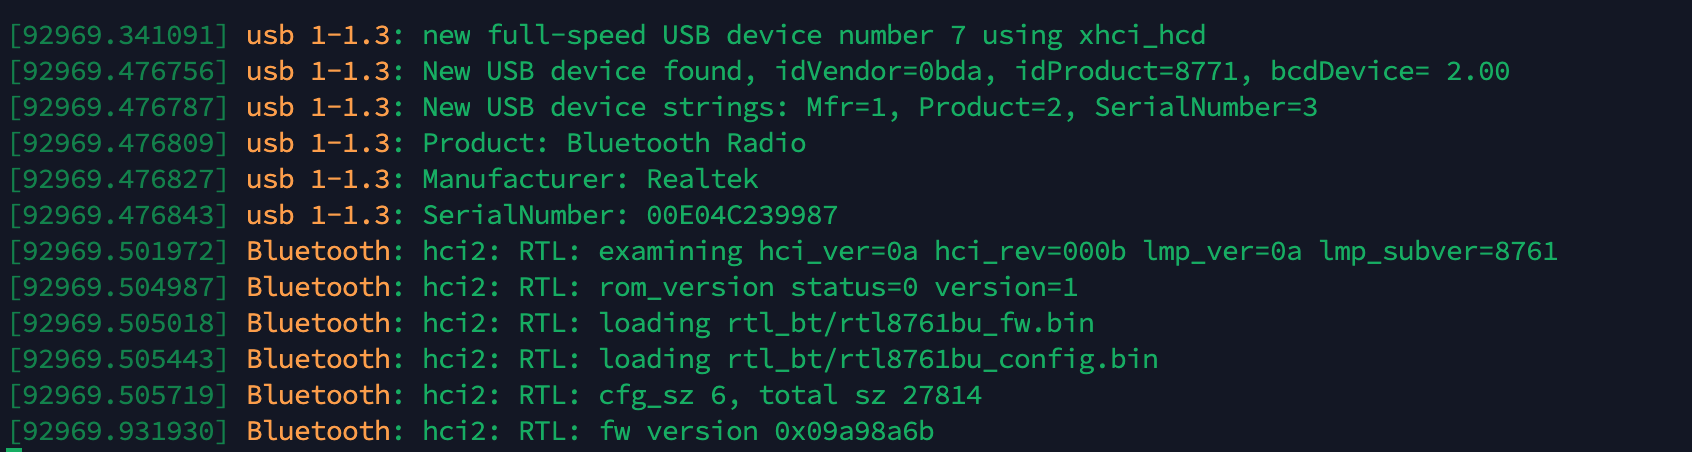 [92969.341091] usb 1-1.3: new full-speed USB device number 7 using xhci_hcd
[92969.476756] usb 1-1.3: New USB device found, idVendor=0bda, idProduct=8771, bcdDevice= 2.00
[92969.476787] usb 1-1.3: New USB device strings: Mfr=1, Product=2, SerialNumber=3
[92969.476809] usb 1-1.3: Product: Bluetooth Radio
[92969.476827] usb 1-1.3: Manufacturer: Realtek
[92969.476843] usb 1-1.3: SerialNumber: 00E04C239987
[92969.501972] Bluetooth: hci2: RTL: examining hci_ver=0a hci_rev=000b lmp_ver=0a lmp_subver=8761
[92969.504987] Bluetooth: hci2: RTL: rom_version status=0 version=1
[92969.505018] Bluetooth: hci2: RTL: loading rtl_bt/rtl8761bu_fw.bin
[92969.505443] Bluetooth: hci2: RTL: loading rtl_bt/rtl8761bu_config.bin
[92969.505719] Bluetooth: hci2: RTL: cfg_sz 6, total sz 27814
[92969.931930] Bluetooth: hci2: RTL: fw version 0x09a98a6b